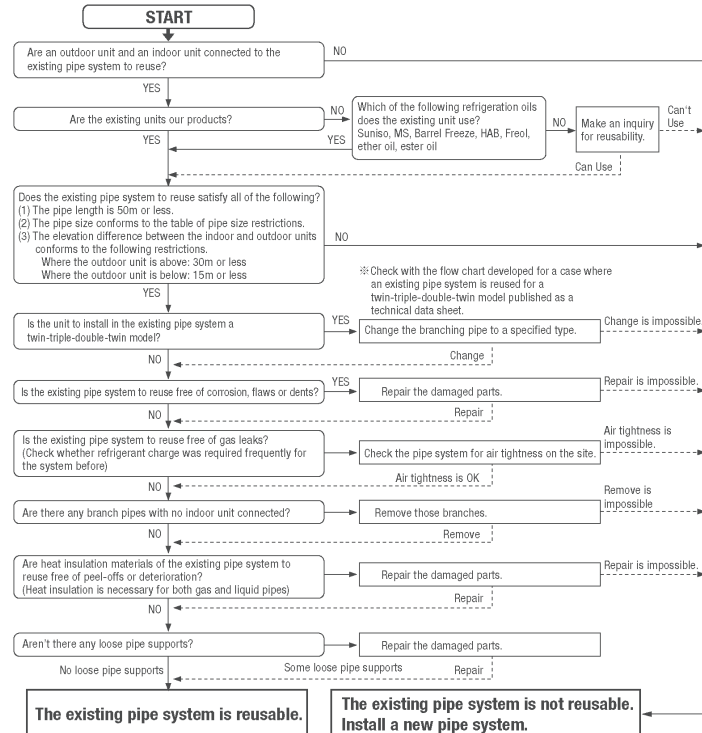 START
Are an outdoor unit and an indoor unit connected to the
existing pipe system to reuse?
NO
YES
Are the existing units our products?
NO
Which of the following refrigeration oils
does the existing unit use?
Suniso, MS, Barrel Freeze, HAB, Freol,
ether oil, ester oil
NO
Make an inquiry
for reusability.
Can't
Use
YES
YES
Can Use
Does the existing pipe system to reuse satisfy all of the following?
(1) The pipe length is 50m or less.
(2) The pipe size conforms to the table of pipe size restrictions.
(3) The elevation difference between the indoor and outdoor units
conforms to the following restrictions.
Where the outdoor unit is above: 30m or less
Where the outdoor unit is below: 15m or less
NO
YES
※Check with the flow chart developed for a case where
an existing pipe system is reused for a
twin-triple-double-twin model published as a
technical data sheet.
Is the unit to install in the existing pipe system a
twin-triple-double-twin model?
YES
Change the branching pipe to a specified type.
Change is impossible.
NO
Change
Is the existing pipe system to reuse free of corrosion, flaws or dents?
YES
Repair the damaged parts.
Repair is impossible.
NO
Repair
Is the existing pipe system to reuse free of gas leaks?
(Check whether refrigerant charge was required frequently for
the system before)
Check the pipe system for air tightness on the site.
Air tightness is
impossible.
NO
Air tightness is OK
Are there any branch pipes with no indoor unit connected?
Remove those branches.
Remove is
impossible
NO
Remove
Are heat insulation materials of the existing pipe system to
reuse free of peel-offs or deterioration?
(Heat insulation is necessary for both gas and liquid pipes)
Repair the damaged parts.
Repair is impossible.
NO
Repair
Aren't there any loose pipe supports?
Repair the damaged parts.
No loose pipe supports
Some loose pipe supports
Repair
The existing pipe system is reusable.
The existing pipe system is not reusable.
Install a new pipe system.